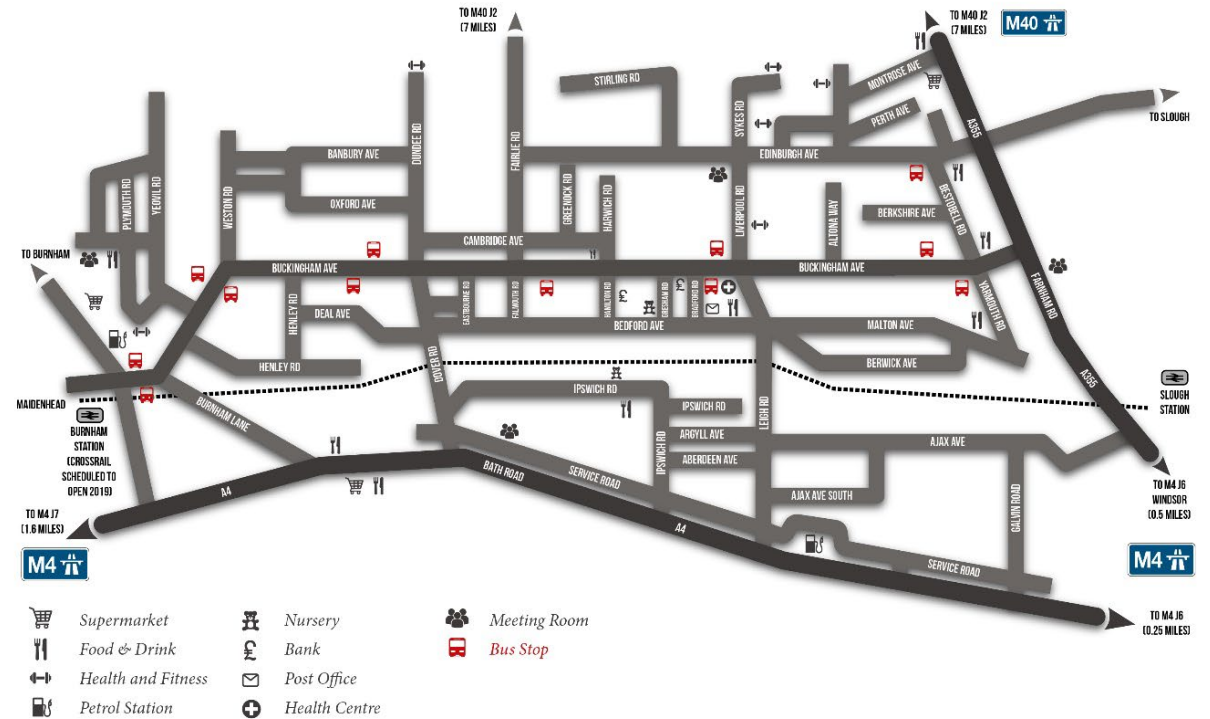 TO M40 J2
(7 MILES)
TO M40 J2
(7 MILES)
M40
STIRLING RD
MONTROSE AVE
SYKES RD
PERTH AVE
A355
TO SLOUGH
DUNDEE RD
FAIRLIE RD
BANBURY AVE
EDINBURGH AVE
PLYMOUTH RD
YEOVIL RD
WESTON RD
OXFORD AVE
GREENOCK RD
HARWICH RD
LIVERPOOL RD
ALTONA WAY
BERKSHIRE AVE
BESTOBELL RD
CAMBRIDGE AVE
TO BURNHAM
BUCKINGHAM AVE
BUCKINGHAM AVE
FARNHAM RD
HENLEY RD
DEAL AVE
EASTBOURNE RD
FALMOUTH RD
HAMILTON RD
GRESHAM RD
BRADFORD RD
YARMOUTH RD
BEDFORD AVE
MALTON AVE
HENLEY RD
DOVER RD
BERWICK AVE
A355
MAIDENHEAD
BURNHAM
STATION
(CROSSRAIL
SCHEDULED TO
OPEN 2019)
BURNHAM LANE
IPSWICH RD
IPSWICH RD
LEIGH RD
SLOUGH
STATION
ARGYLL AVE
AJAX AVE
IPSWICH RD
ABERDEEN AVE
BATH ROAD
SERVICE ROAD
A4
AJAX AVE SOUTH
GALVIN ROAD
TO M4 J6
WINDSOR
(0.5 MILES)
TO M4 J7
(1.6 MILES)
A4
M4
SERVICE ROAD
M4
TO M4 J6
(0.25 MILES)
Supermarket
Food & Drink
Health and Fitness
Petrol Station
Nursery
£ Bank
Post Office
Health Centre
Meeting Room
Bus Stop